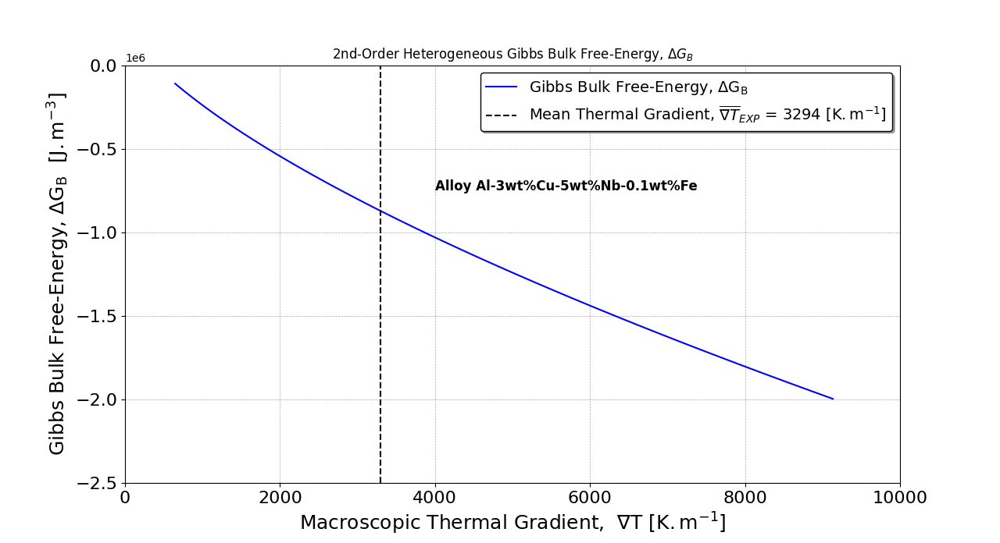 2nd-Order Heterogeneous Gibbs Bulk Free-Energy, ΔG_B
1e6
0.0
−0.5
−1.0
−1.5
−2.0
−2.5
Gibbs Bulk Free-Energy, ΔG_B [J.m⁻³]
Gibbs Bulk Free-Energy, ΔG_B
Mean Thermal Gradient, \overline{∇T}_{EXP} = 3294 [K.m⁻¹]
Alloy Al-3wt%Cu-5wt%Nb-0.1wt%Fe
0 2000 4000 6000 8000 10000
Macroscopic Thermal Gradient, ∇T [K.m⁻¹]